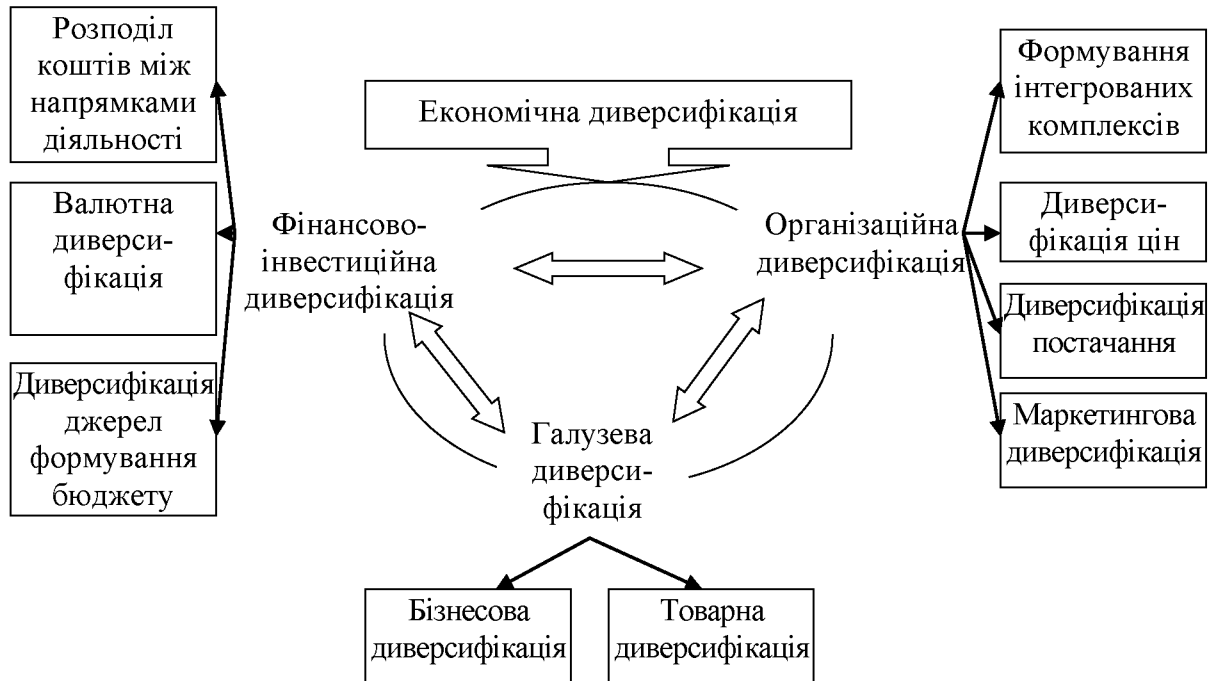 Розподіл
коштів між
напрямками
діяльності
Валютна
диверси-
фікація
Диверсифікація
джерел
формування
бюджету
Економічна диверсифікація
Фінансово-
інвестиційна
диверсифікація
Організаційна
диверсифікація
Галузева
диверси-
фікація
Бізнесова
диверсифікація
Товарна
диверсифікація
Формування
інтегрованих
комплексів
Диверси-
фікація цін
Диверсифікація
постачання
Маркетингова
диверсифікація